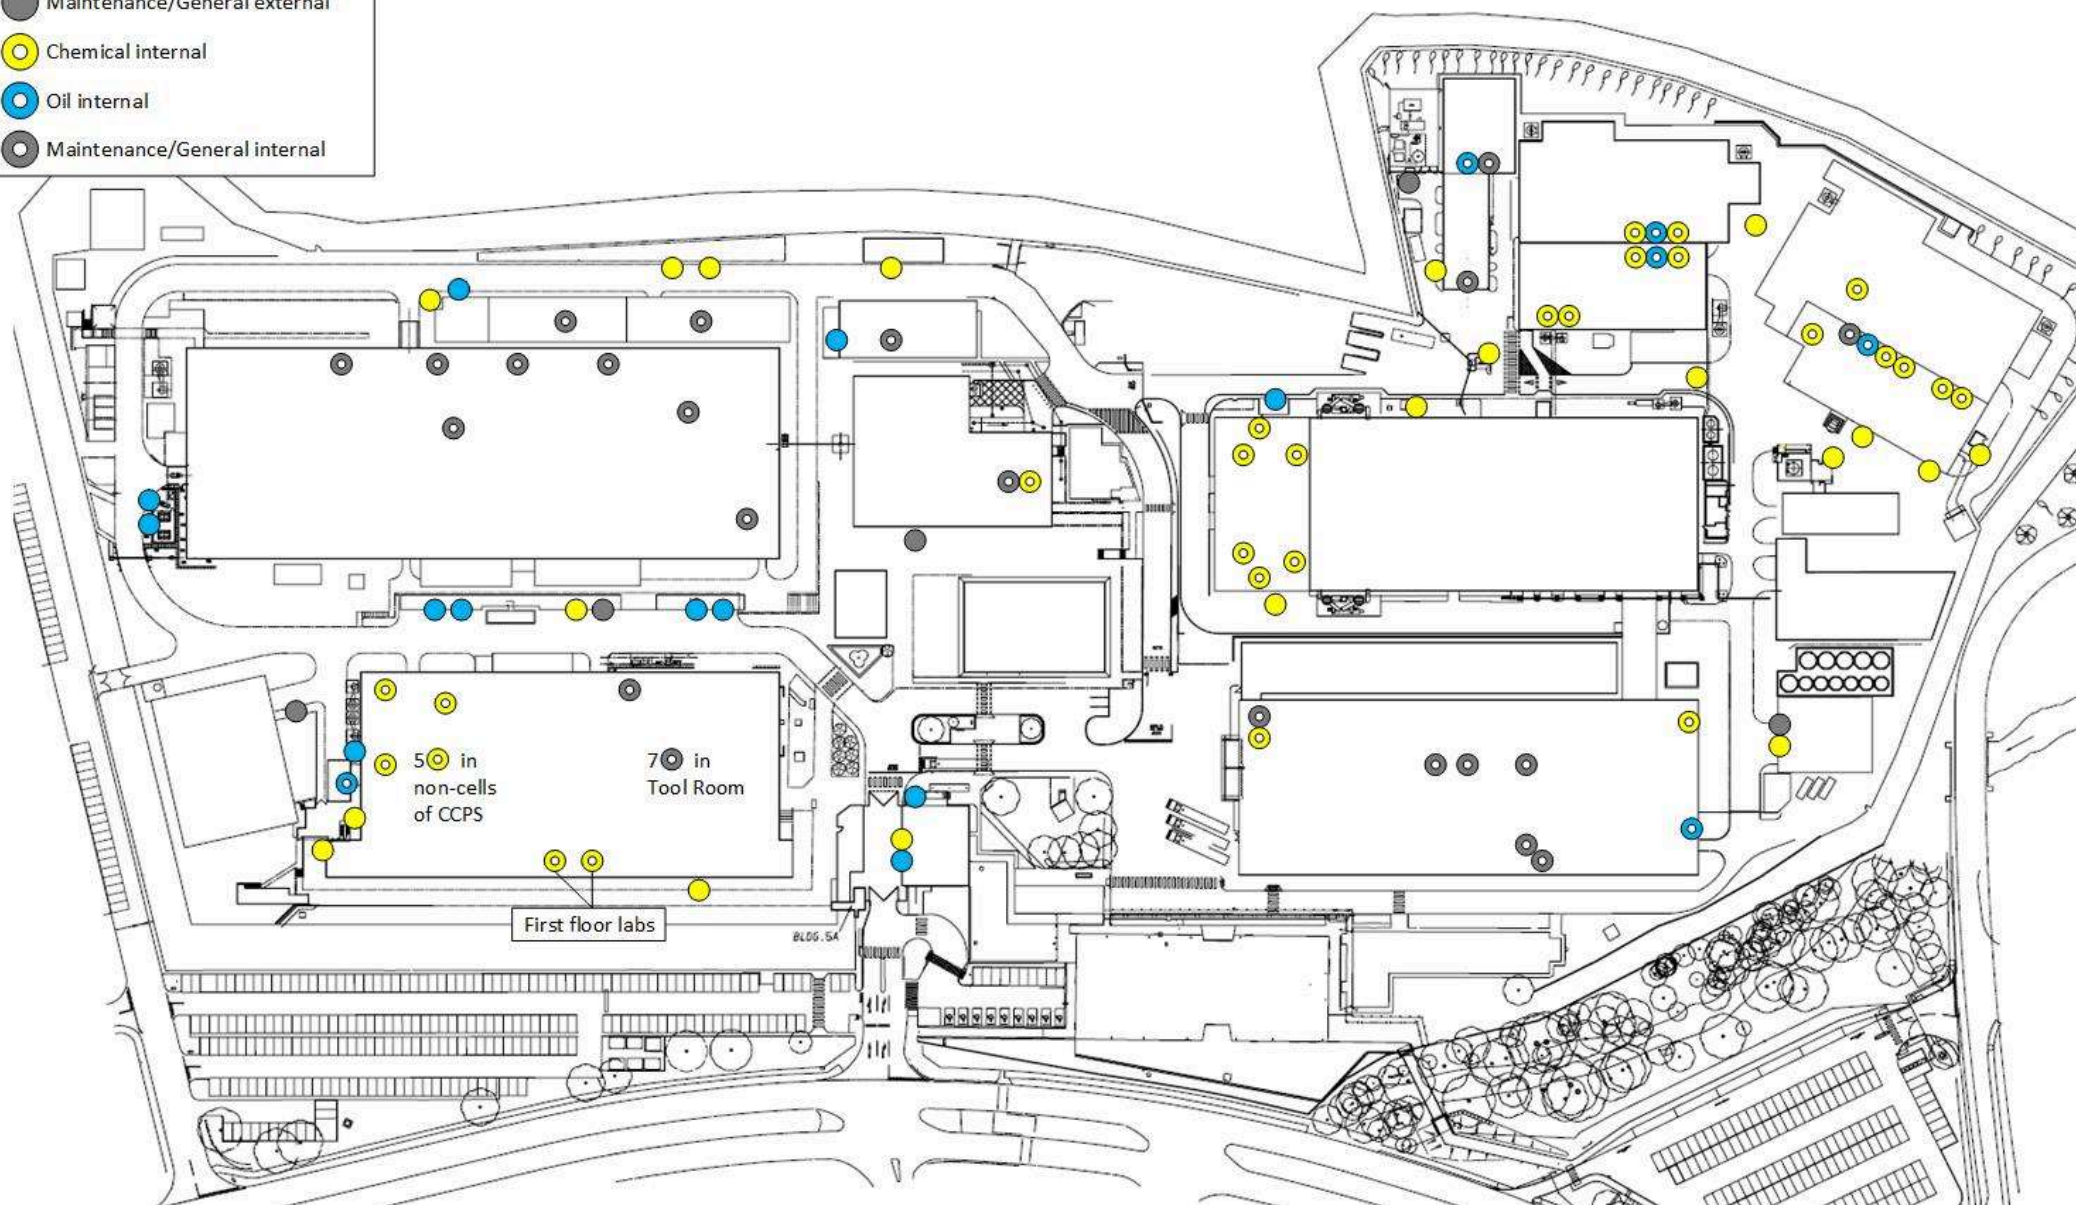 Maintenance/General external
Chemical internal
Oil internal
Maintenance/General internal
5 in
non-cells
of CCPS
7 in
Tool Room
First floor labs
BLDG. 5A